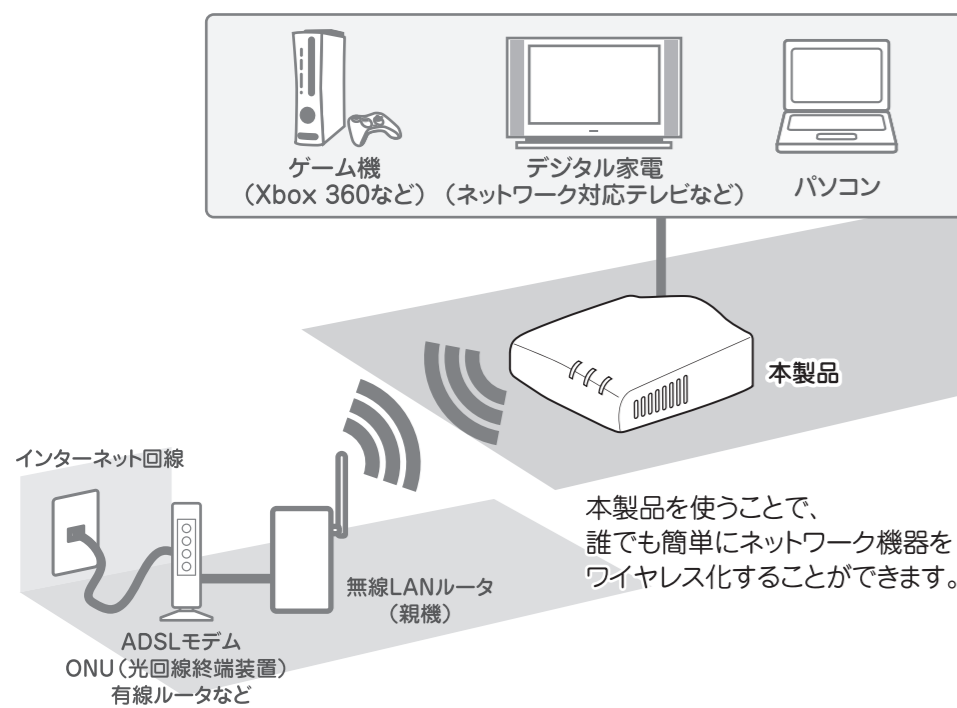 ゲーム機
(Xbox 360など)
デジタル家電
(ネットワーク対応テレビなど)
パソコン
本製品
インターネット回線
本製品を使うことで、
誰でも簡単にネットワーク機器を
ワイヤレス化することができます。
無線LANルータ
(親機)
ADSLモデム
ONU(光回線終端装置)
有線ルータなど